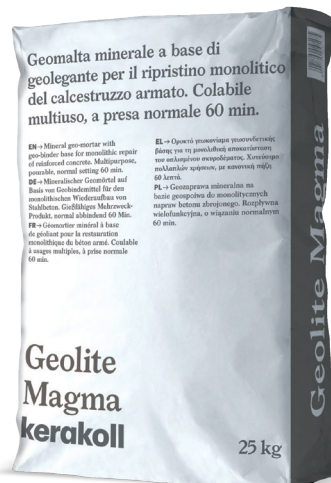 Geomalta minerale a base di
geolegante per il ripristino monolitico
del calcestruzzo armato. Colabile
multiuso, a presa normale 60 min.
EN→Mineral geo-mortar with
geo-binder base for monolithic repair
of reinforced concrete. Multipurpose,
pourable, normal setting 60 min.
DE→Mineralischer Geomörtel auf
Basis von Geobindemittel für den
monolithischen Wiederaufbau von
Stahlbeton. Gießfähiges Mehrzweck-
Produkt, normal abbindend 60 Min.
FR→Géomortier minéral à base
de géoliant pour la restauration
monolithique du béton armé. Coulable
à usages multiples, à prise normale
60 min.
EL→Ορυκτό γεωκονίαμα γεωσυνδετικής
βάσης για τη μονολιθική αποκατάσταση
του οπλισμένου σκυροδέματος. Χυτεύσιμο
πολλαπλών χρήσεων, με κανονική πήξη
60 λεπτά.
PL→Geozaprawa mineralna na
bazie geospoiwa do monolitycznych
napraw betonu zbrojonego. Rozpływna
wielofunkcyjna, o wiązaniu normalnym
60 min.
Geolite
Magma
kerakoll
25 kg
Geolite Magma